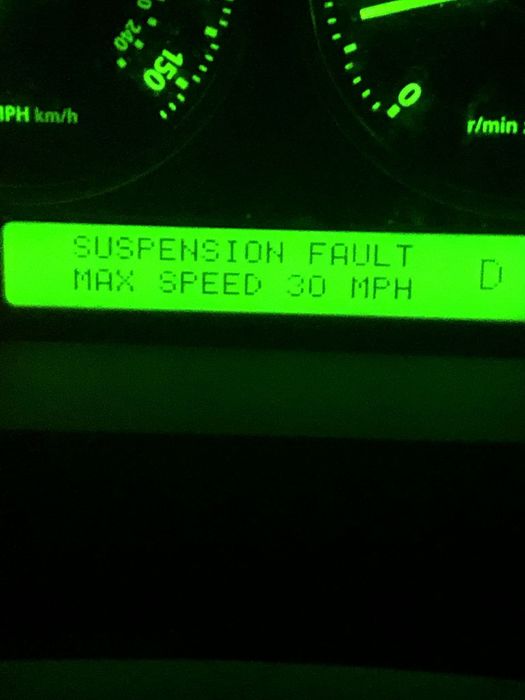 240
150
MPH km/h
0
r/min
SUSPENSION FAULT
MAX SPEED 30 MPH
D